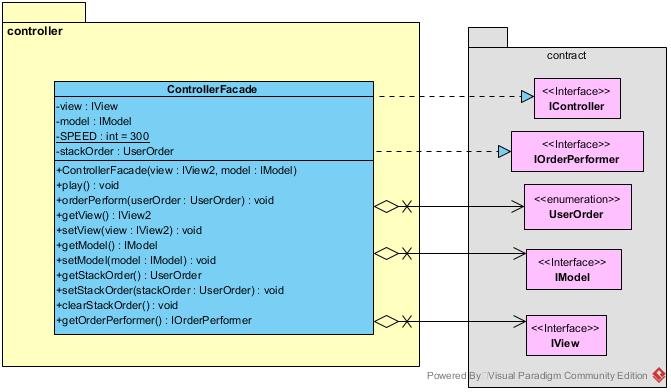 controller
ControllerFacade
-view : IView
-model : IModel
-SPEED : int = 300
-stackOrder : UserOrder
+ControllerFacade(view : IView2, model : IModel)
+play() : void
+orderPerform(userOrder : UserOrder) : void
+getView() : IView2
+setView(view : IView2) : void
+getModel() : IModel
+setModel(model : IModel) : void
+getStackOrder() : UserOrder
+setStackOrder(stackOrder : UserOrder) : void
+clearStackOrder() : void
+getOrderPerformer() : IOrderPerformer
contract
<<Interface>>
IController
<<Interface>>
IOrderPerformer
<<enumeration>>
UserOrder
<<Interface>>
IModel
<<Interface>>
IView
Powered By Visual Paradigm Community Edition